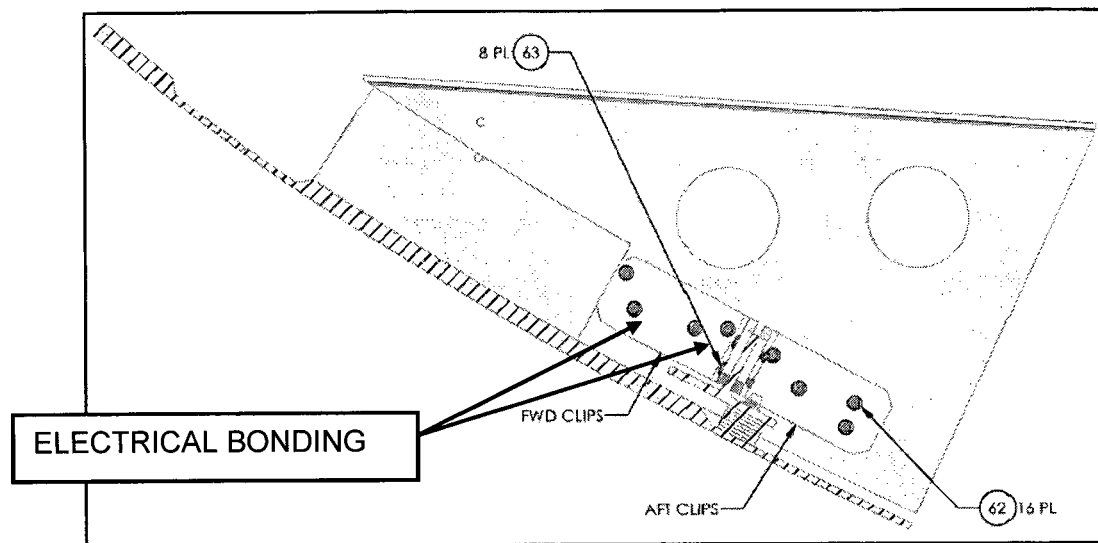 8 PL 63
C
FWD CLIPS
ELECTRICAL BONDING
AFT CLIPS
62 16 PL